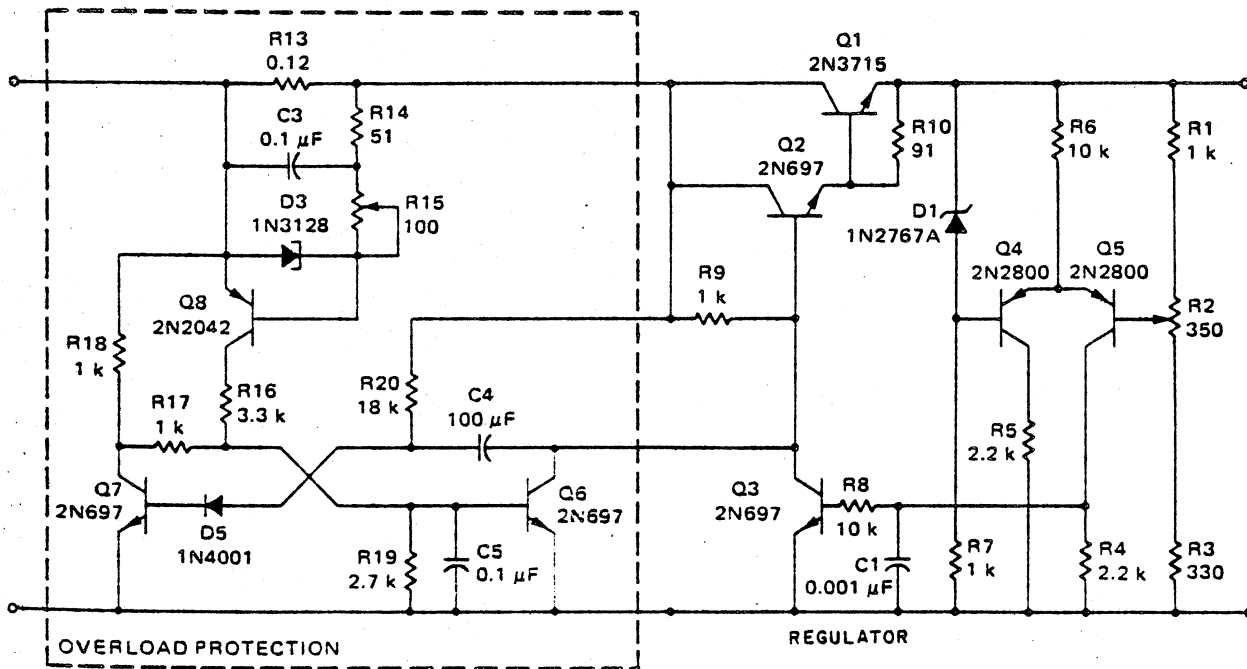 R13
0.12
C3
0.1 µF
R14
51
D3
1N3128
R15
100
Q8
2N2042
R18
1 k
R16
3.3 k
R17
1 k
R20
18 k
C4
100 µF
Q7
2N697
D5
1N4001
R19
2.7 k
C5
0.1 µF
Q6
2N697
OVERLOAD PROTECTION
Q1
2N3715
Q2
2N697
R10
91
R9
1 k
D1
1N2767A
R6
10 k
R1
1 k
Q4
2N2800
Q5
2N2800
R2
350
R5
2.2 k
Q3
2N697
R8
10 k
C1
0.001 µF
R7
1 k
R4
2.2 k
R3
330
REGULATOR